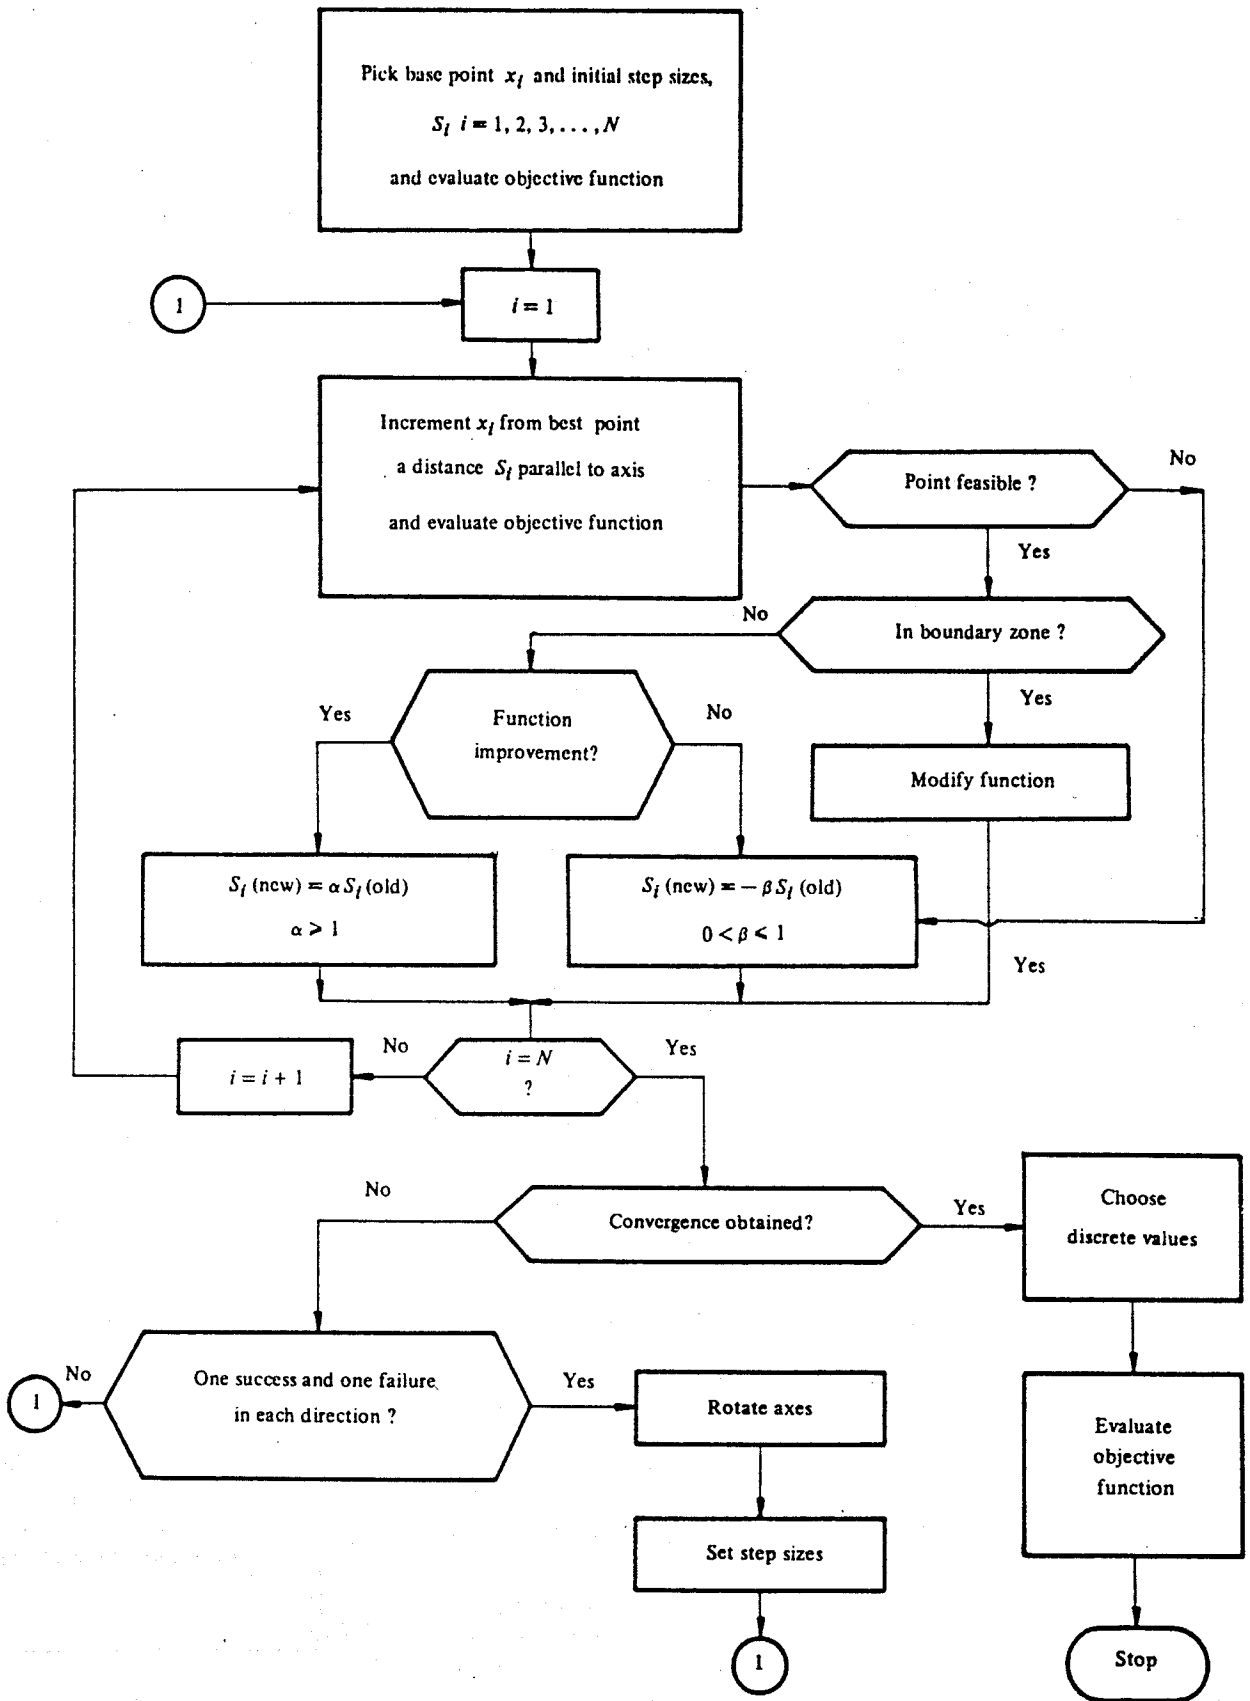 Pick base point x_i and initial step sizes,
S_i i = 1, 2, 3, . . . , N
and evaluate objective function
1
i = 1
Increment x_i from best point
a distance S_i parallel to axis
and evaluate objective function
Point feasible ?
No
Yes
No
In boundary zone ?
Yes
Yes
Function
improvement?
No
Modify function
S_i (new) = α S_i (old)
α ⩾ 1
S_i (new) = − β S_i (old)
0 < β ⩽ 1
Yes
i = i + 1
No
i = N
?
Yes
No
Convergence obtained?
Yes
Choose
discrete values
1
No
One success and one failure
in each direction ?
Yes
Rotate axes
Evaluate
objective
function
Set step sizes
1
Stop